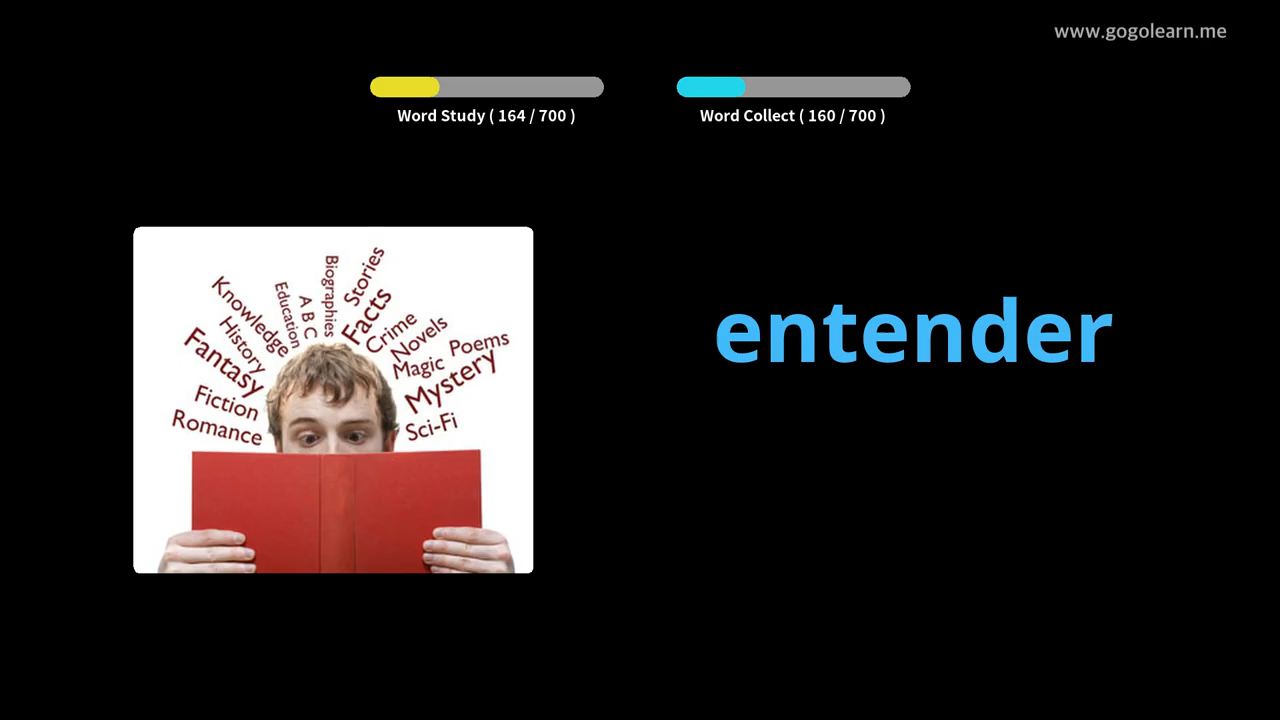 www.gogolearn.me
Word Study ( 164 / 700 )
Word Collect ( 160 / 700 )
Biographies
Stories
Education
A B C
Facts
Knowledge
History
Crime
Novels
Fantasy
Magic
Poems
Mystery
Fiction
Romance
Sci-Fi
entender